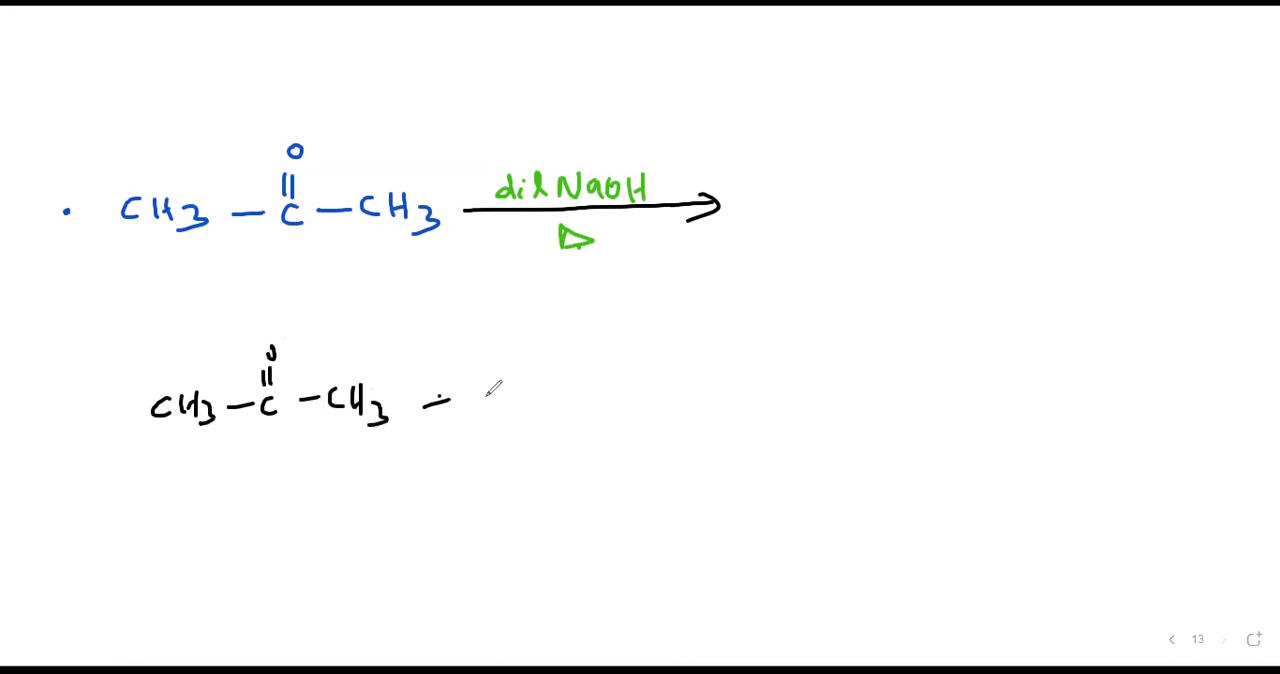 O
· CH3 — C — CH3 dil NaOH →
Δ
O
CH3 — C — CH3
< 13 >